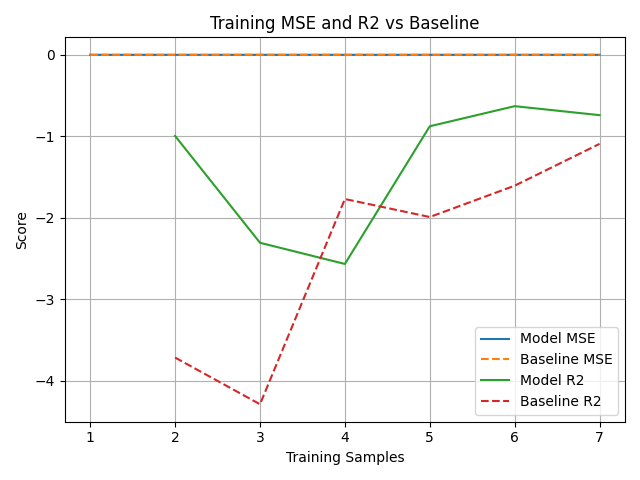 Training MSE and R2 vs Baseline
Score
0
−1
−2
−3
−4
Model MSE
Baseline MSE
Model R2
Baseline R2
1 2 3 4 5 6 7
Training Samples